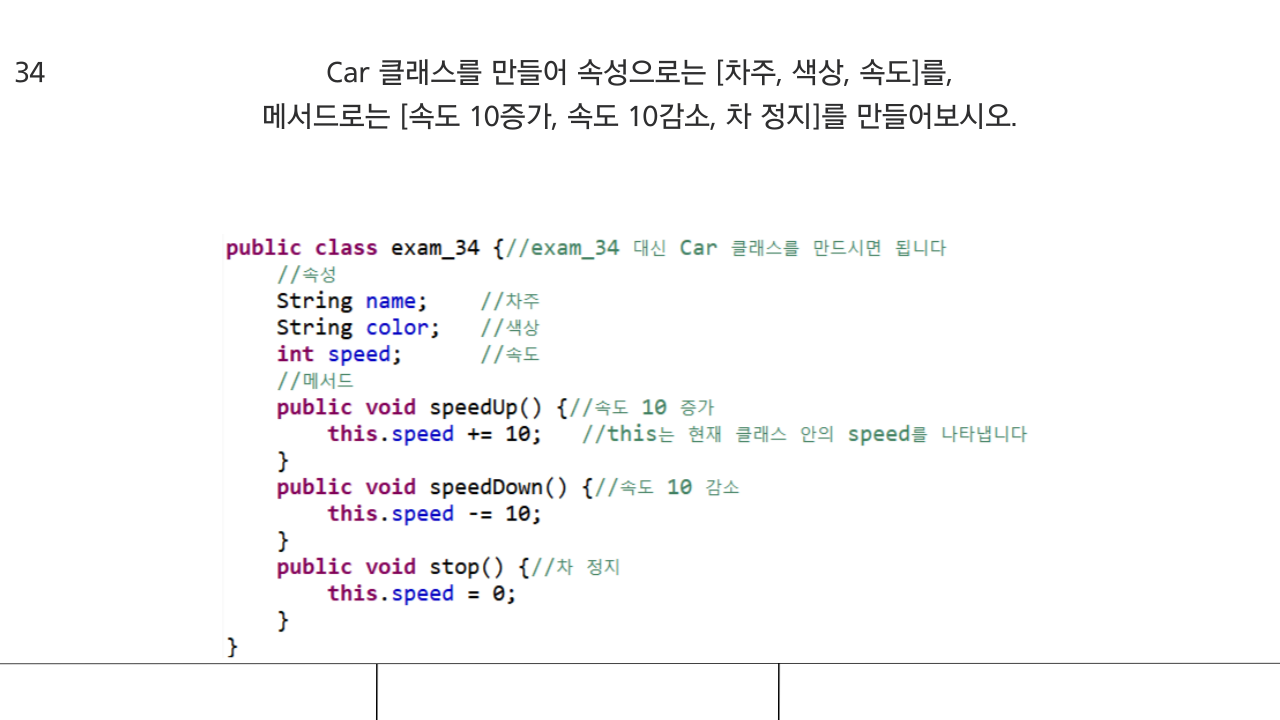 34
Car 클래스를 만들어 속성으로는 [차주, 색상, 속도]를,
메서드로는 [속도 10증가, 속도 10감소, 차 정지]를 만들어보시오.
public class exam_34 {//exam_34 대신 Car 클래스를 만드시면 됩니다
//속성
String name; //차주
String color; //색상
int speed; //속도
//메서드
public void speedUp() {//속도 10 증가
this.speed += 10; //this는 현재 클래스 안의 speed를 나타냅니다
}
public void speedDown() {//속도 10 감소
this.speed -= 10;
}
public void stop() {//차 정지
this.speed = 0;
}
}